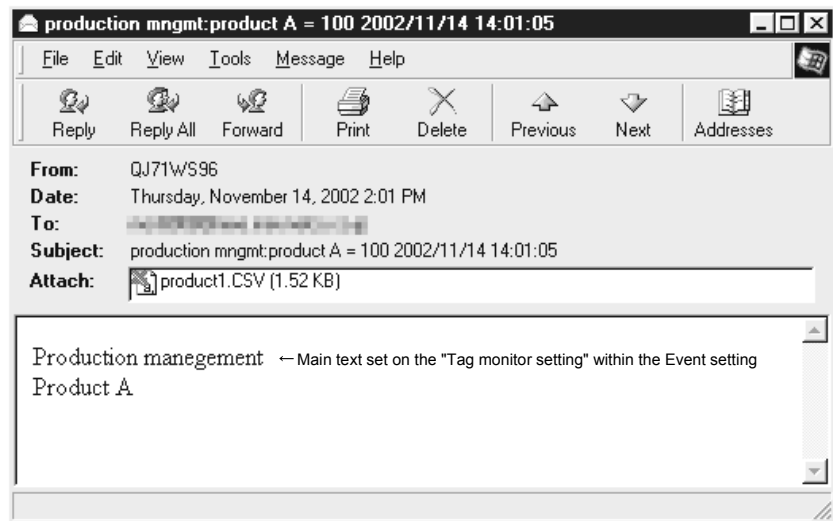 production mngmt:product A = 100 2002/11/14 14:01:05
File Edit View Tools Message Help
Reply Reply All Forward Print Delete Previous Next Addresses
From: QJ71WS96
Date: Thursday, November 14, 2002 2:01 PM
To:
Subject: production mngmt:product A = 100 2002/11/14 14:01:05
Attach: product1.CSV (1.52 KB)
Production manegement ←Main text set on the "Tag monitor setting" within the Event setting
Product A